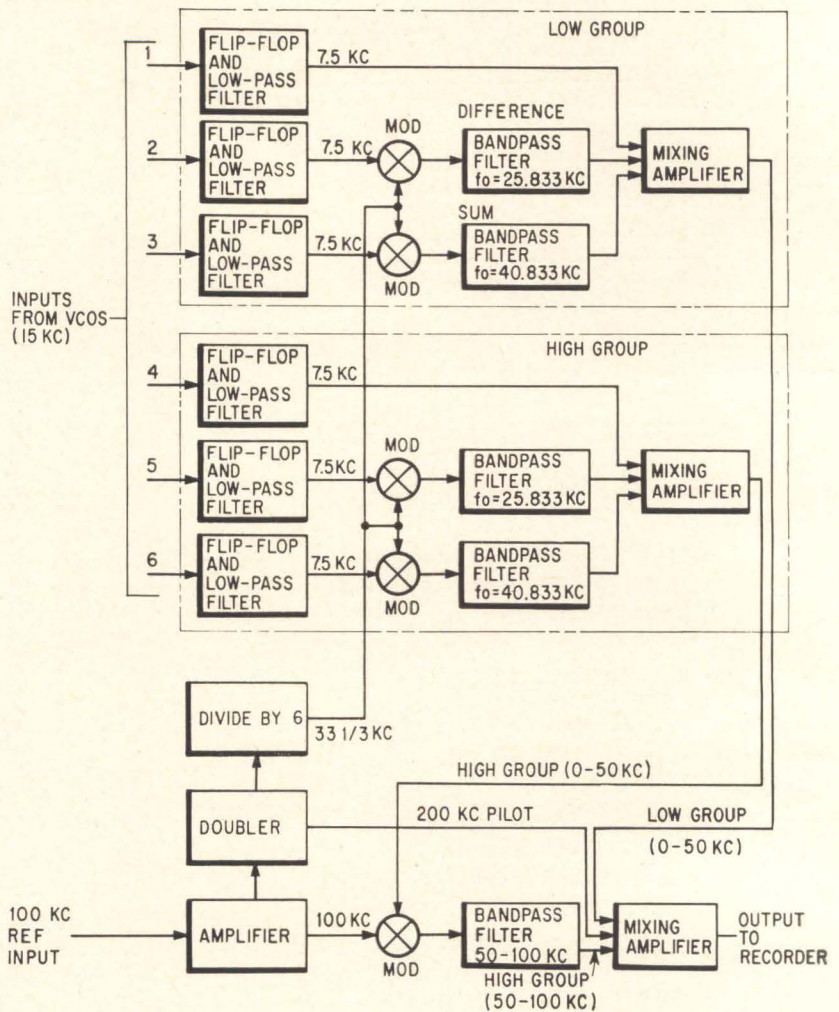 LOW GROUP
1
FLIP-FLOP
AND
LOW-PASS
FILTER
7.5 KC
2
FLIP-FLOP
AND
LOW-PASS
FILTER
7.5 KC
MOD
DIFFERENCE
BANDPASS
FILTER
fo=25.833 KC
MIXING
AMPLIFIER
3
FLIP-FLOP
AND
LOW-PASS
FILTER
7.5 KC
MOD
SUM
BANDPASS
FILTER
fo=40.833 KC
INPUTS
FROM VCOS
(15 KC)
HIGH GROUP
4
FLIP-FLOP
AND
LOW-PASS
FILTER
7.5 KC
5
FLIP-FLOP
AND
LOW-PASS
FILTER
7.5 KC
MOD
BANDPASS
FILTER
fo=25.833 KC
MIXING
AMPLIFIER
6
FLIP-FLOP
AND
LOW-PASS
FILTER
7.5 KC
MOD
BANDPASS
FILTER
fo=40.833 KC
DIVIDE BY 6
33 1/3 KC
HIGH GROUP (0-50 KC)
DOUBLER
200 KC PILOT
LOW GROUP
(0-50 KC)
100 KC
REF
INPUT
AMPLIFIER
100 KC
MOD
BANDPASS
FILTER
50-100 KC
HIGH GROUP
(50-100 KC)
MIXING
AMPLIFIER
OUTPUT
TO
RECORDER